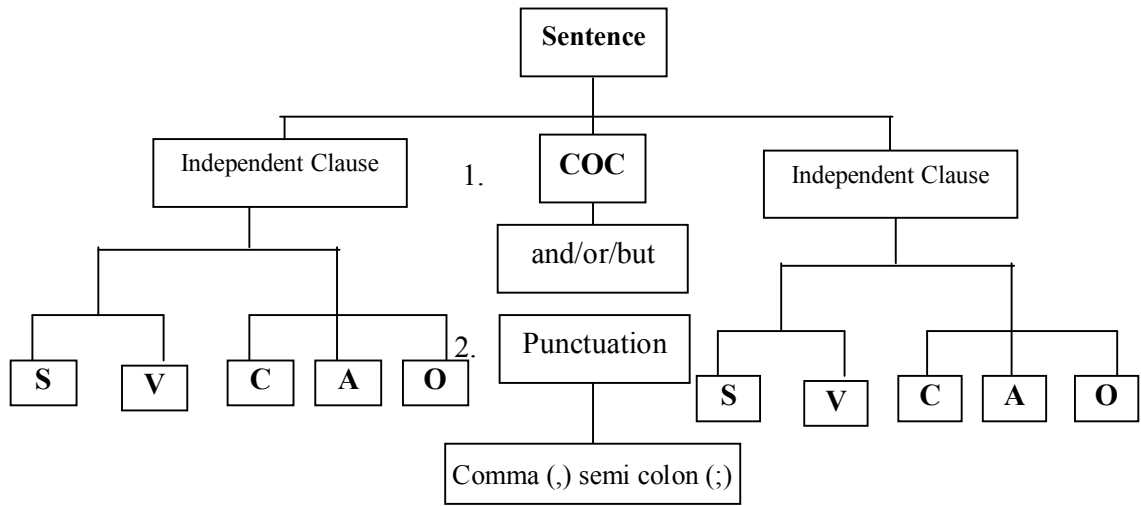 Sentence
Independent Clause
1.
COC
Independent Clause
and/or/but
2.
Punctuation
S
V
C
A
O
S
V
C
A
O
Comma (,) semi colon (;)